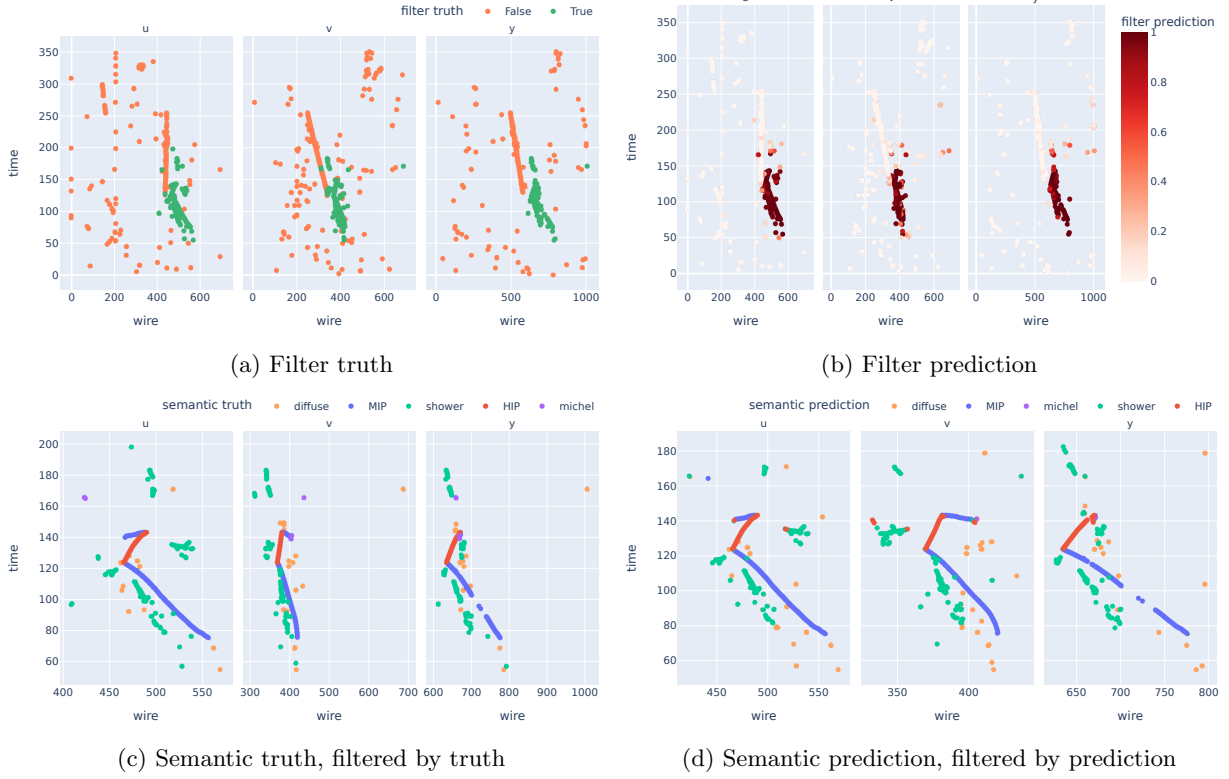 filter truth False True
u v y
time
350
300
250
200
150
100
50
0
0 200 400 600 0 200 400 600 0 500 1000
wire wire wire
(a) Filter truth
filter prediction
time
350
300
250
200
150
100
50
0
0 200 400 600 0 200 400 600 0 500 1000
1
0.8
0.6
0.4
0.2
0
wire wire wire
(b) Filter prediction
semantic truth diffuse MIP shower HIP michel
u v y
time
200
180
160
140
120
100
80
60
400 450 500 550 300 400 500 600 700 600 700 800 900 1000
wire wire wire
(c) Semantic truth, filtered by truth
semantic prediction diffuse MIP michel shower HIP
u v y
time
180
160
140
120
100
80
60
450 500 550 350 400 650 700 750 800
wire wire wire
(d) Semantic prediction, filtered by prediction